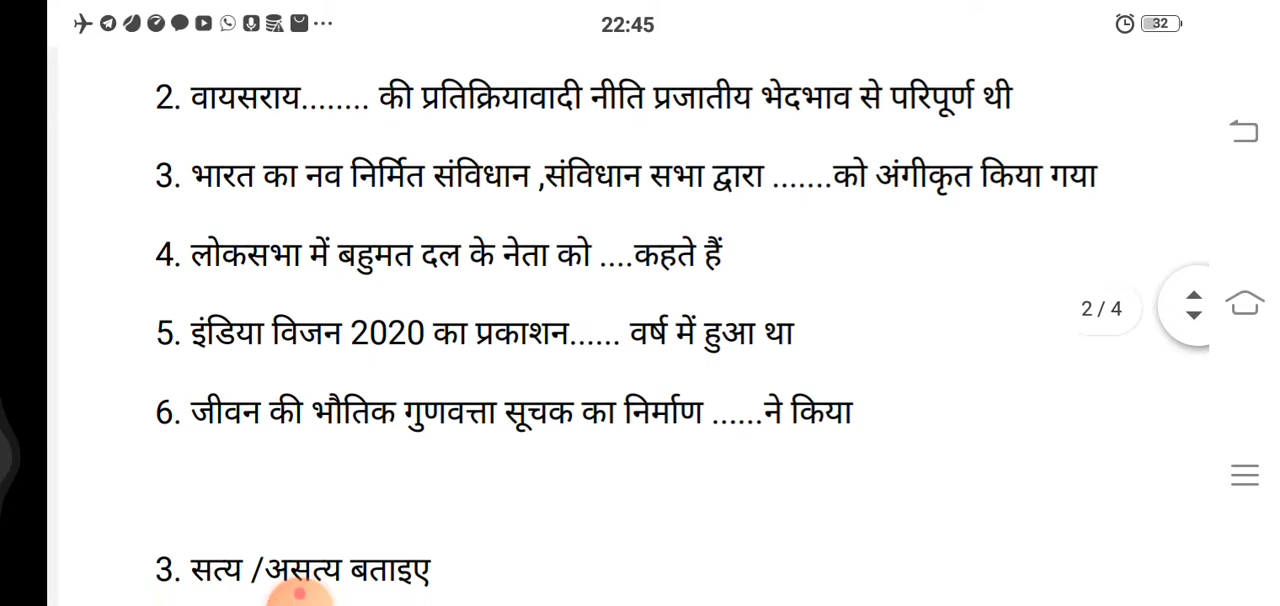 22:45
32
2. वायसराय........ की प्रतिक्रियावादी नीति प्रजातीय भेदभाव से परिपूर्ण थी
3. भारत का नव निर्मित संविधान ,संविधान सभा द्वारा .......को अंगीकृत किया गया
4. लोकसभा में बहुमत दल के नेता को ....कहते हैं
2 / 4
5. इंडिया विजन 2020 का प्रकाशन...... वर्ष में हुआ था
6. जीवन की भौतिक गुणवत्ता सूचक का निर्माण ......ने किया
3. सत्य /असत्य बताइए